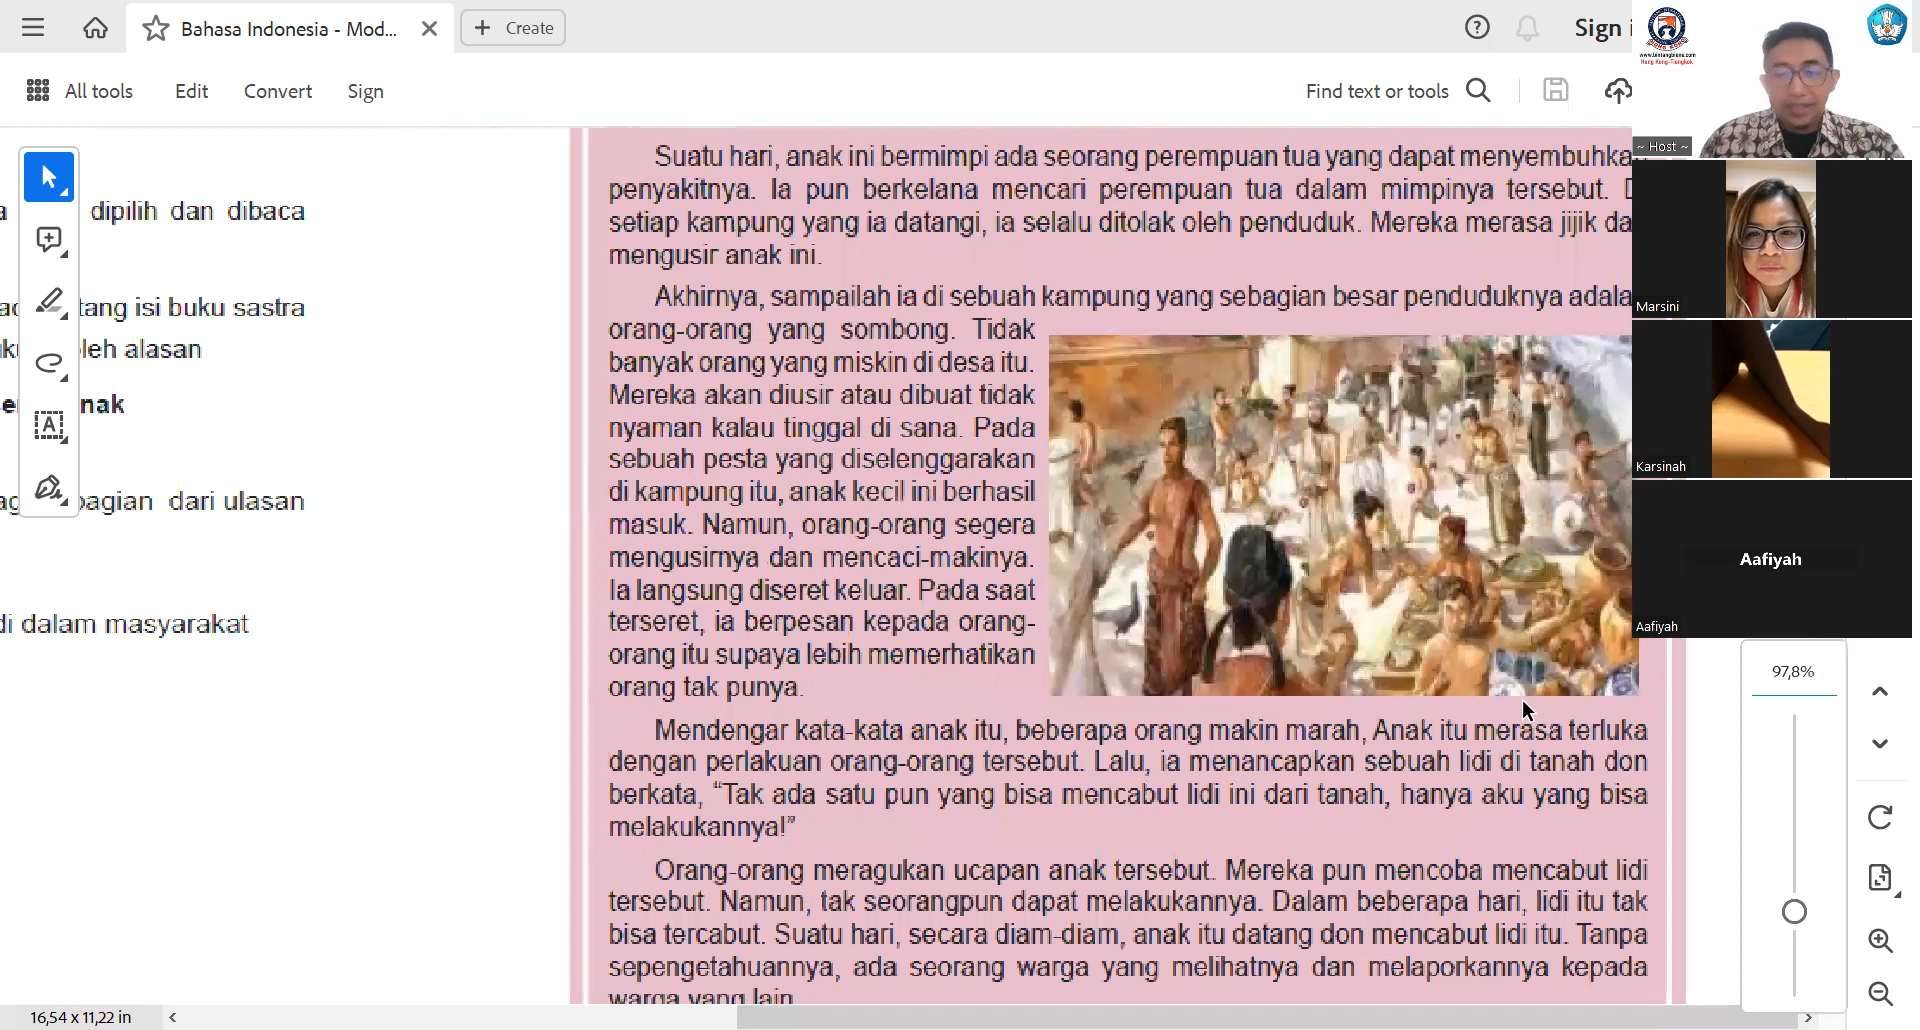 Bahasa Indonesia - Mod...
Create
Sign
www.bintangbiona.com
Hong Kong-Tiongkok
All tools
Edit
Convert
Sign
Find text or tools
~ Host ~
Marsini
Karsinah
Aafiyah
Aafiyah
dipilih dan dibaca
tang isi buku sastra
leh alasan
nak
bagian dari ulasan
di dalam masyarakat
Suatu hari, anak ini bermimpi ada seorang perempuan tua yang dapat menyembuhka
penyakitnya. Ia pun berkelana mencari perempuan tua dalam mimpinya tersebut. D
setiap kampung yang ia datangi, ia selalu ditolak oleh penduduk. Mereka merasa jijik da
mengusir anak ini.
Akhirnya, sampailah ia di sebuah kampung yang sebagian besar penduduknya adala
orang-orang yang sombong. Tidak
banyak orang yang miskin di desa itu.
Mereka akan diusir atau dibuat tidak
nyaman kalau tinggal di sana. Pada
sebuah pesta yang diselenggarakan
di kampung itu, anak kecil ini berhasil
masuk. Namun, orang-orang segera
mengusirnya dan mencaci-makinya.
Ia langsung diseret keluar. Pada saat
terseret, ia berpesan kepada orang-
orang itu supaya lebih memerhatikan
orang tak punya.
Mendengar kata-kata anak itu, beberapa orang makin marah, Anak itu merasa terluka
dengan perlakuan orang-orang tersebut. Lalu, ia menancapkan sebuah lidi di tanah don
berkata, “Tak ada satu pun yang bisa mencabut lidi ini dari tanah, hanya aku yang bisa
melakukannya!”
Orang-orang meragukan ucapan anak tersebut. Mereka pun mencoba mencabut lidi
tersebut. Namun, tak seorangpun dapat melakukannya. Dalam beberapa hari, lidi itu tak
bisa tercabut. Suatu hari, secara diam-diam, anak itu datang don mencabut lidi itu. Tanpa
sepengetahuannya, ada seorang warga yang melihatnya dan melaporkannya kepada
warga yang lain
97,8%
16,54 x 11,22 in